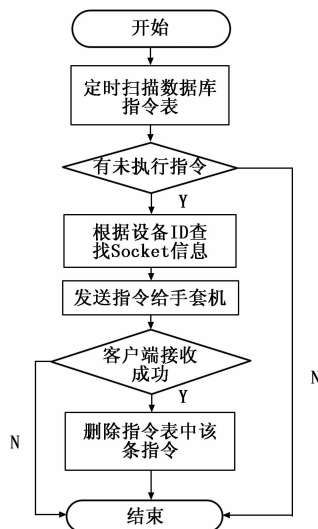 开始
定时扫描数据库
指令表
有未执行指令
Y
根据设备ID查
找Socket信息
发送指令给手套机
客户端接收
成功
N
Y
N
删除指令表中该
条指令
结束